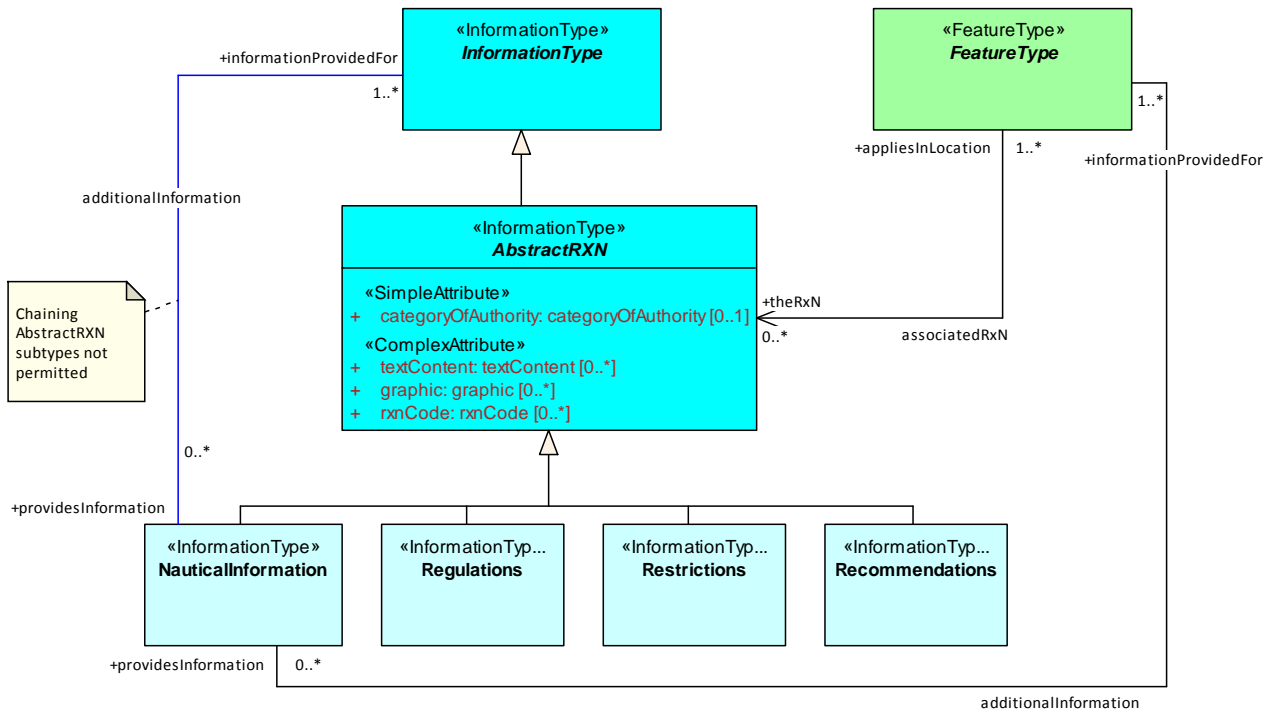 «InformationType»
InformationType
«FeatureType»
FeatureType
+informationProvidedFor
1..*
1..*
+appliesInLocation
1..*
+informationProvidedFor
additionalInformation
«InformationType»
AbstractRXN
«SimpleAttribute»
+ categoryOfAuthority: categoryOfAuthority [0..1]
«ComplexAttribute»
+ textContent: textContent [0..*]
+ graphic: graphic [0..*]
+ rxnCode: rxnCode [0..*]
+theRxN
0..*
associatedRxN
Chaining
AbstractRXN
subtypes not
permitted
0..*
+providesInformation
«InformationType»
NauticalInformation
«InformationTyp...
Regulations
«InformationTyp...
Restrictions
«InformationTyp...
Recommendations
+providesInformation
0..*
additionalInformation